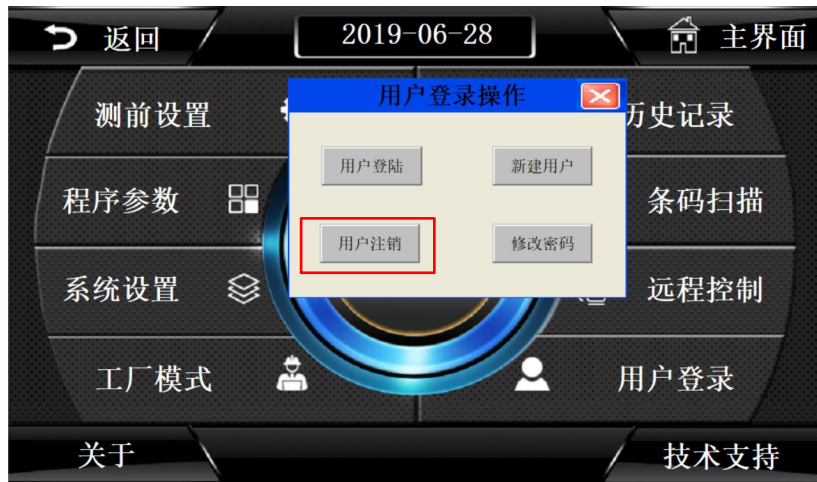 返回
2019-06-28
主界面
测前设置
用户登录操作
历史记录
程序参数
用户登陆
新建用户
条码扫描
用户注销
修改密码
系统设置
远程控制
工厂模式
用户登录
关于
技术支持